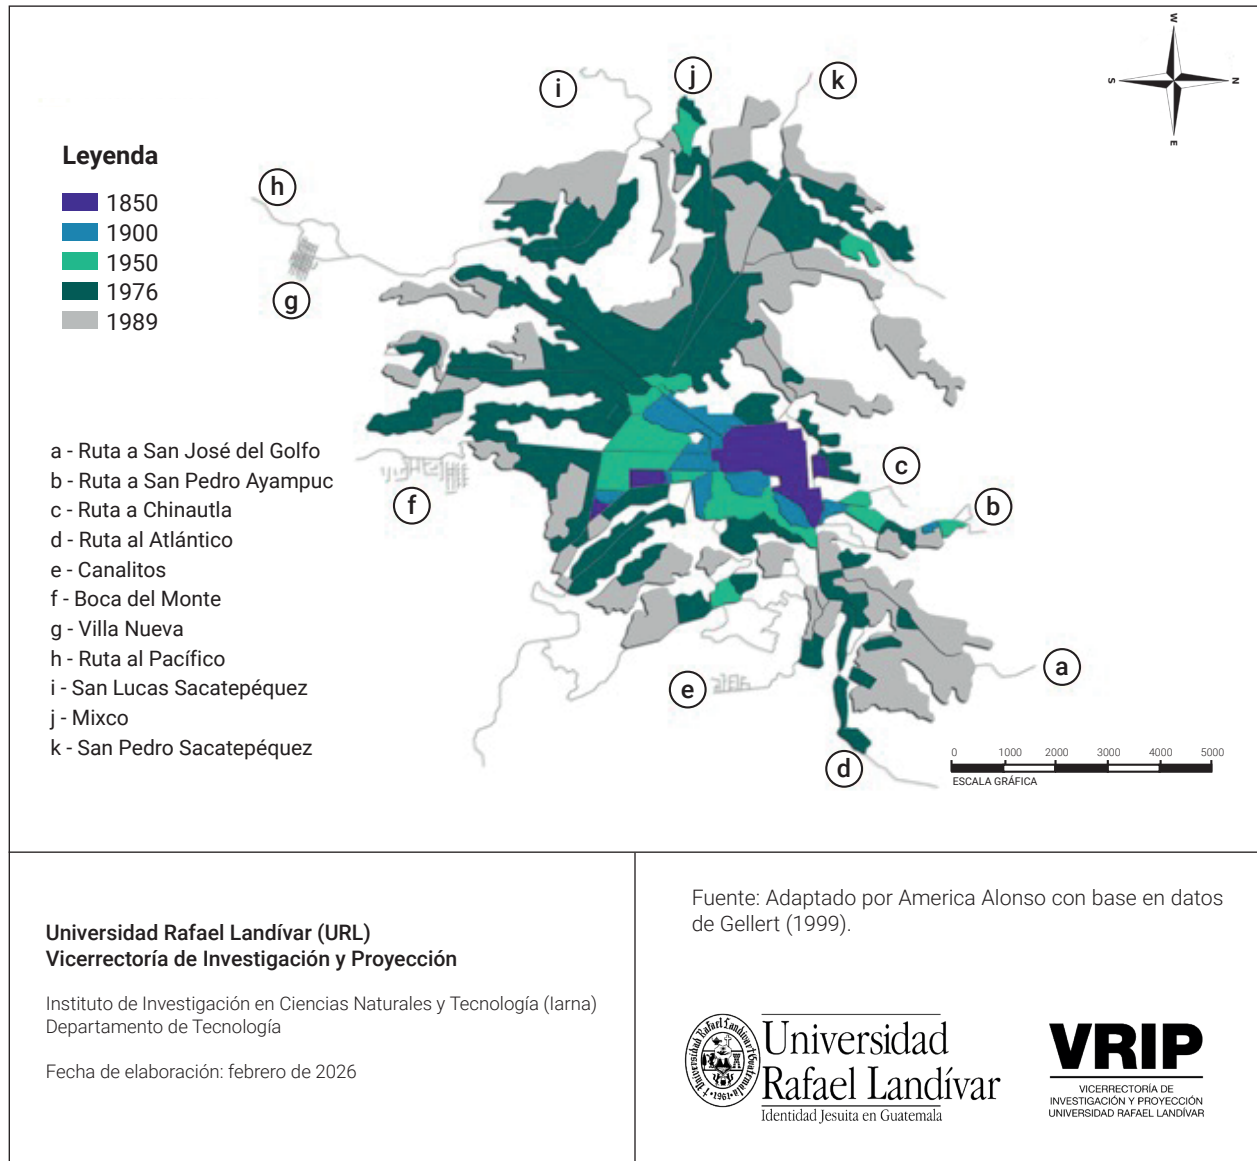 W
S
N
E
i
j
k
h
g
f
c
b
a
e
d
Leyenda
1850
1900
1950
1976
1989
a - Ruta a San José del Golfo
b - Ruta a San Pedro Ayampuc
c - Ruta a Chinautla
d - Ruta al Atlántico
e - Canalitos
f - Boca del Monte
g - Villa Nueva
h - Ruta al Pacífico
i - San Lucas Sacatepéquez
j - Mixco
k - San Pedro Sacatepéquez
0 1000 2000 3000 4000 5000
ESCALA GRÁFICA
Universidad Rafael Landívar (URL)
Vicerrectoría de Investigación y Proyección
Instituto de Investigación en Ciencias Naturales y Tecnología (Iarna)
Departamento de Tecnología
Fecha de elaboración: febrero de 2026
Fuente: Adaptado por America Alonso con base en datos
de Gellert (1999).
Universidad
Rafael Landívar
Identidad Jesuita en Guatemala
VRIP
VICERRECTORÍA DE
INVESTIGACIÓN Y PROYECCIÓN
UNIVERSIDAD RAFAEL LANDÍVAR